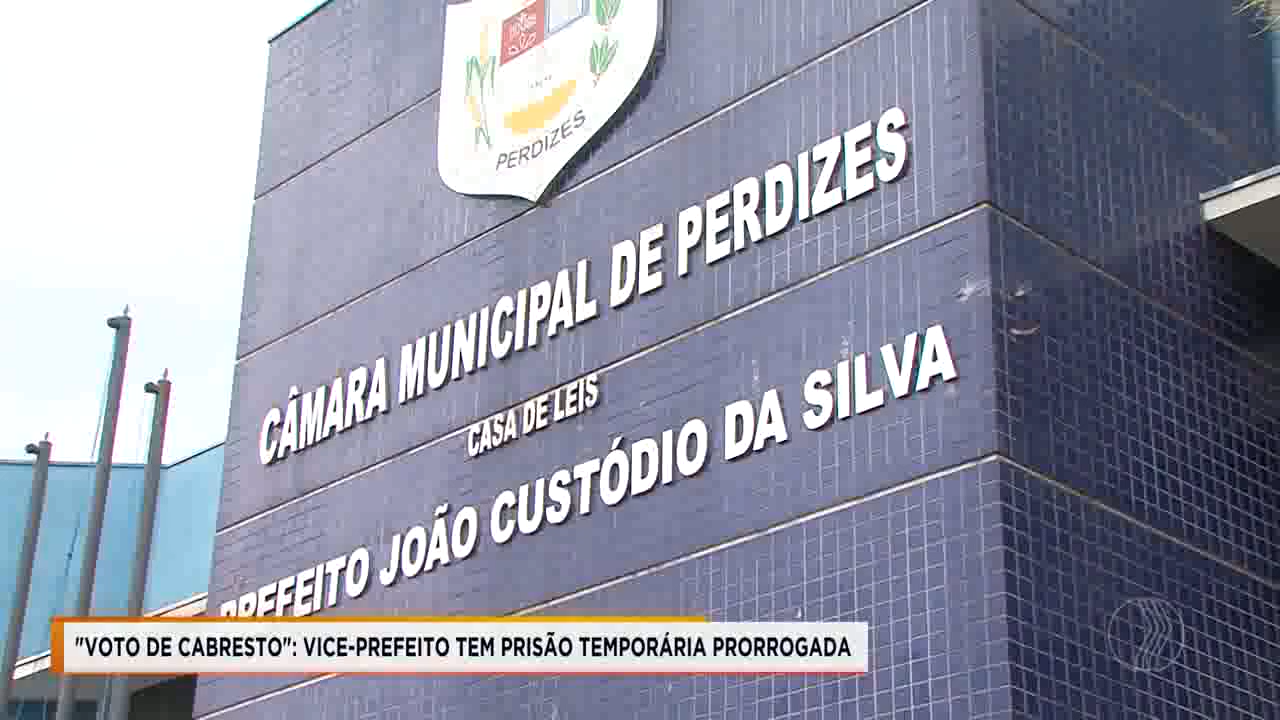 PERDIZES
CÂMARA MUNICIPAL DE PERDIZES
CASA DE LEIS
PREFEITO JOÃO CUSTÓDIO DA SILVA
"VOTO DE CABRESTO": VICE-PREFEITO TEM PRISÃO TEMPORÁRIA PRORROGADA